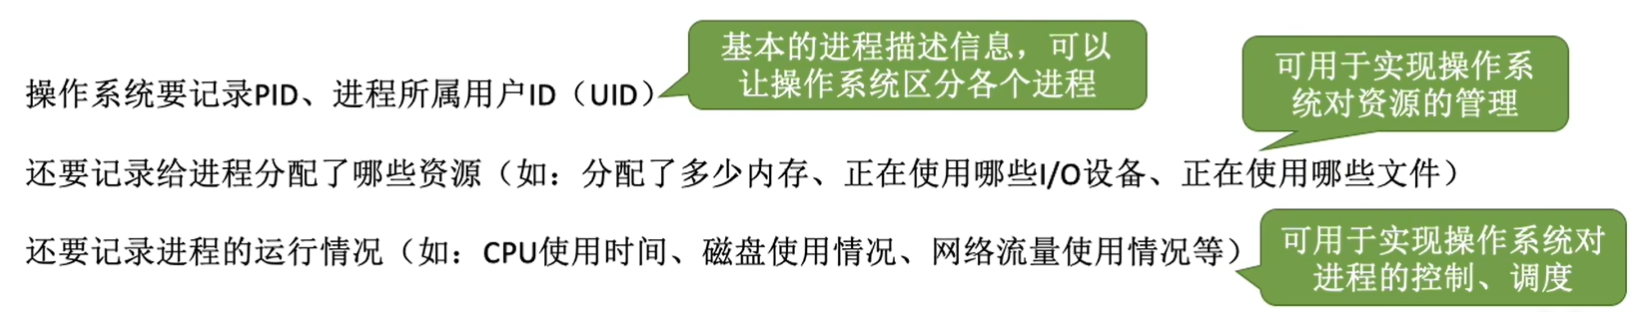 基本的进程描述信息，可以
让操作系统区分各个进程
操作系统要记录PID、进程所属用户ID（UID）
可用于实现操作系
统对资源的管理
还要记录给进程分配了哪些资源（如：分配了多少内存、正在使用哪些I/O设备、正在使用哪些文件）
还要记录进程的运行情况（如：CPU使用时间、磁盘使用情况、网络流量使用情况等）
可用于实现操作系统对
进程的控制、调度